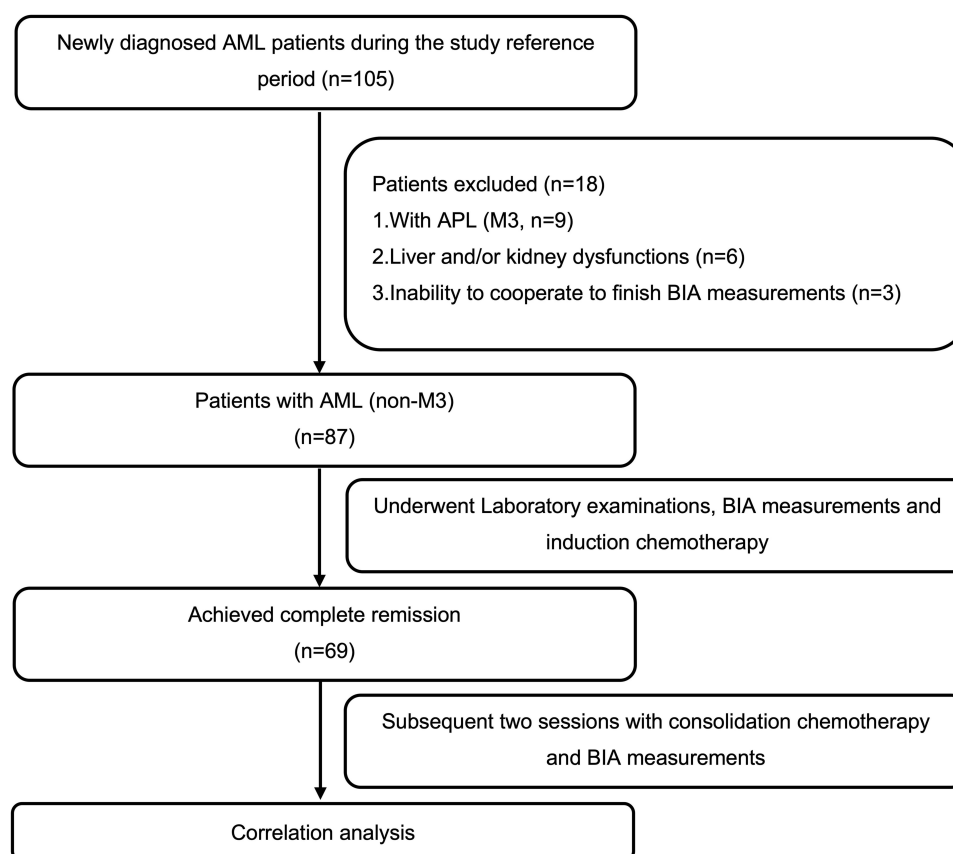 Newly diagnosed AML patients during the study reference
period (n=105)
Patients excluded (n=18)
1.With APL (M3, n=9)
2.Liver and/or kidney dysfunctions (n=6)
3.Inability to cooperate to finish BIA measurements (n=3)
Patients with AML (non-M3)
(n=87)
Underwent Laboratory examinations, BIA measurements and
induction chemotherapy
Achieved complete remission
(n=69)
Subsequent two sessions with consolidation chemotherapy
and BIA measurements
Correlation analysis